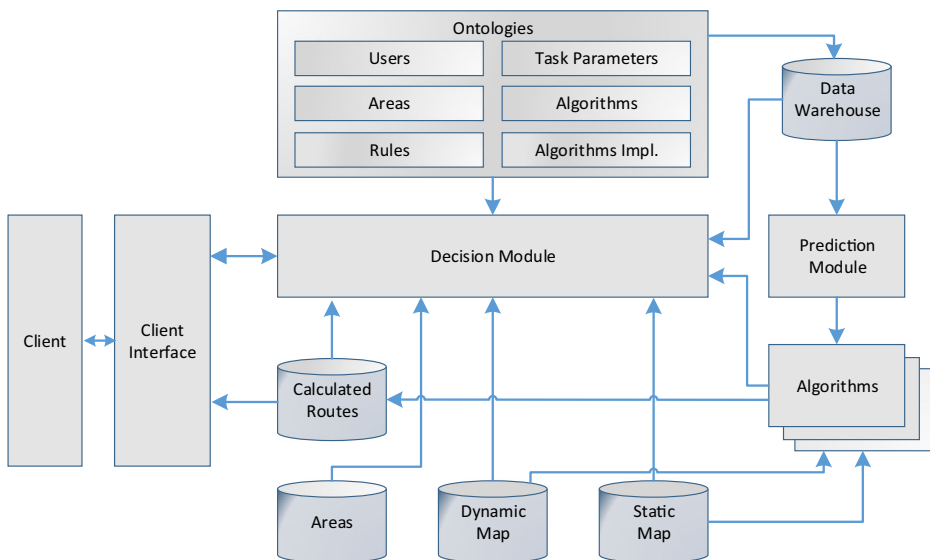 Ontologies
Users
Task Parameters
Areas
Algorithms
Rules
Algorithms Impl.
Data
Warehouse
Decision Module
Prediction
Module
Client
Client
Interface
Calculated
Routes
Algorithms
Areas
Dynamic
Map
Static
Map